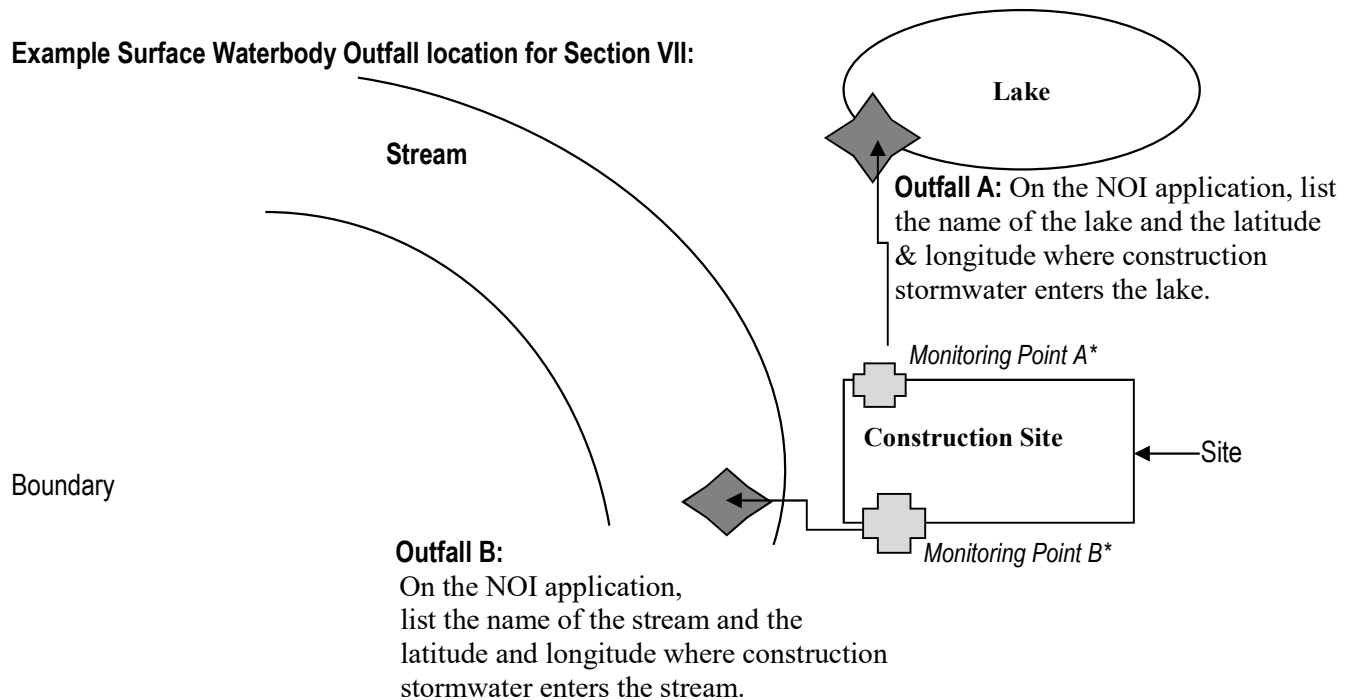 Example Surface Waterbody Outfall location for Section VII:
Lake
Stream
Outfall A: On the NOI application, list
the name of the lake and the latitude
& longitude where construction
stormwater enters the lake.
Monitoring Point A*
Construction Site
Site
Boundary
Monitoring Point B*
Outfall B:
On the NOI application,
list the name of the stream and the
latitude and longitude where construction
stormwater enters the stream.